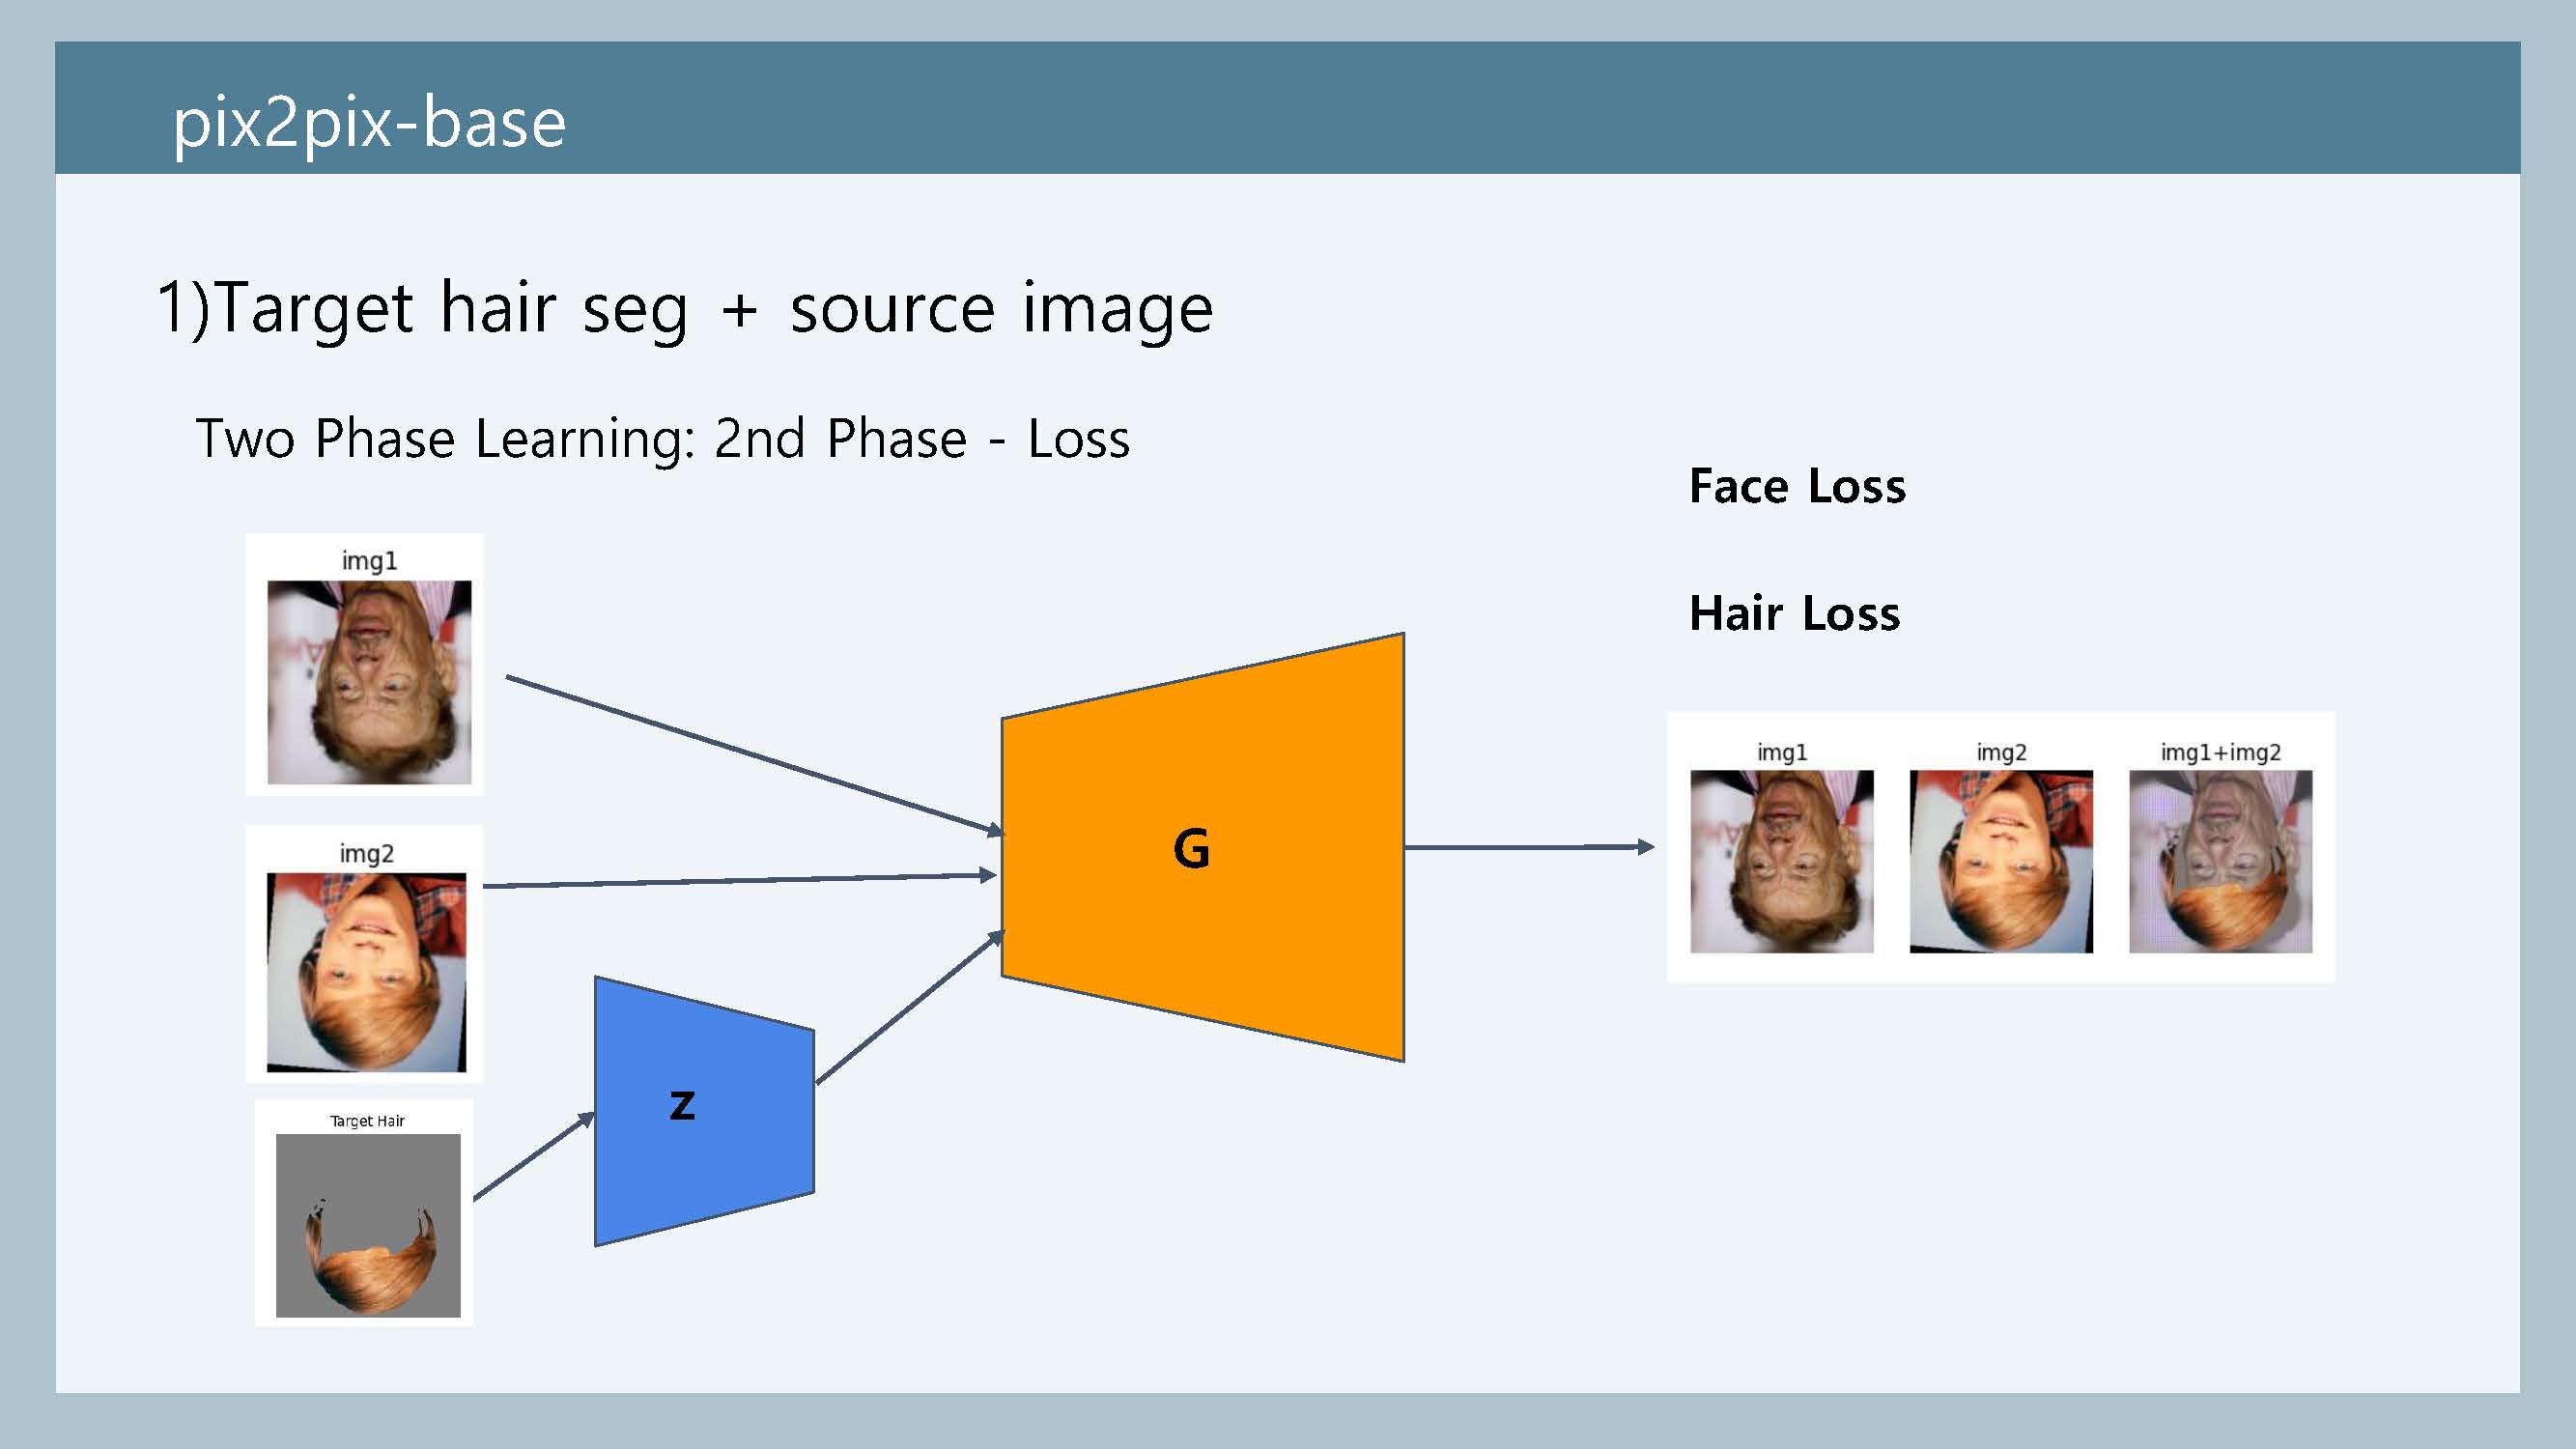 pix2pix-base
1)Target hair seg + source image
Two Phase Learning: 2nd Phase - Loss
Face Loss
Hair Loss
img1
img2
Target Hair
z
G
img1
img2
img1+img2